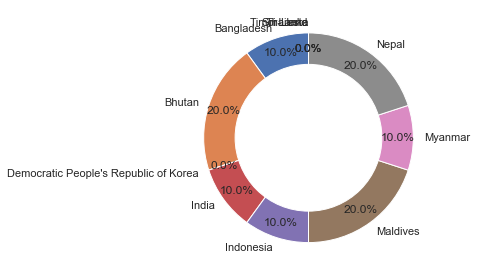 Bangladesh
10.0%
0.0%
Nepal
20.0%
Bhutan
20.0%
Myanmar
10.0%
0.0%
Democratic People's Republic of Korea
India
10.0%
Indonesia
10.0%
Maldives
20.0%